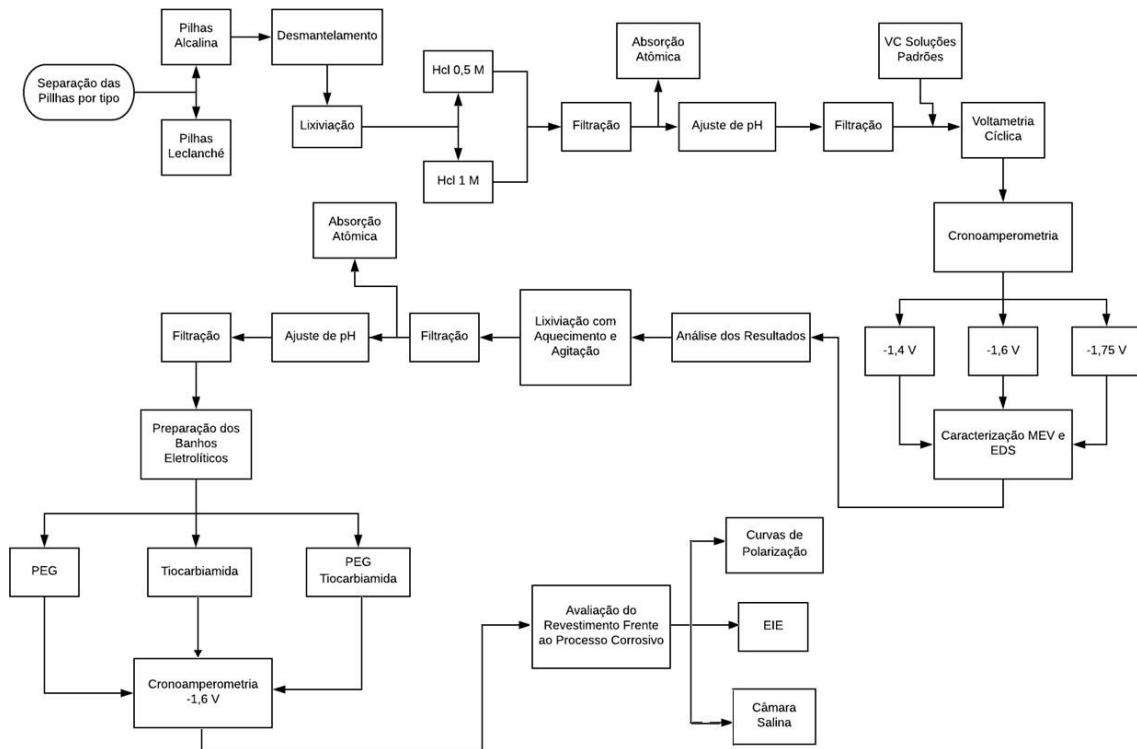 Pilhas
Alcalina
Desmantelamento
Separação das
Pillhas por tipo
Pilhas
Leclanché
Lixiviação
Hcl 0,5 M
Hcl 1 M
Filtração
Absorção
Atômica
Ajuste de pH
Filtração
VC Soluções
Padrões
Voltametria
Cíclica
Cronoamperometria
-1,4 V
-1,6 V
-1,75 V
Caracterização MEV e
EDS
Análise dos Resultados
Lixiviação com
Aquecimento e
Agitação
Filtração
Absorção
Atômica
Ajuste de pH
Filtração
Preparação dos
Banhos
Eletrolíticos
PEG
Tiocarbiamida
PEG
Tiocarbiamida
Cronoamperometria
-1,6 V
Avaliação do
Revestimento Frente
ao Processo Corrosivo
Curvas de
Polarização
EIE
Câmara
Salina